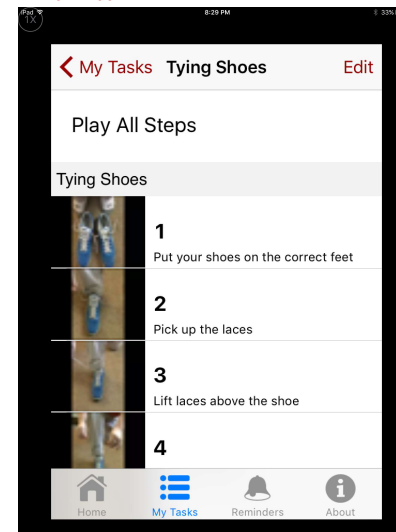 iPad
8:29 PM
33%
1X
My Tasks
Tying Shoes
Edit
Play All Steps
Tying Shoes
1
Put your shoes on the correct feet
2
Pick up the laces
3
Lift laces above the shoe
4
Home
My Tasks
Reminders
About